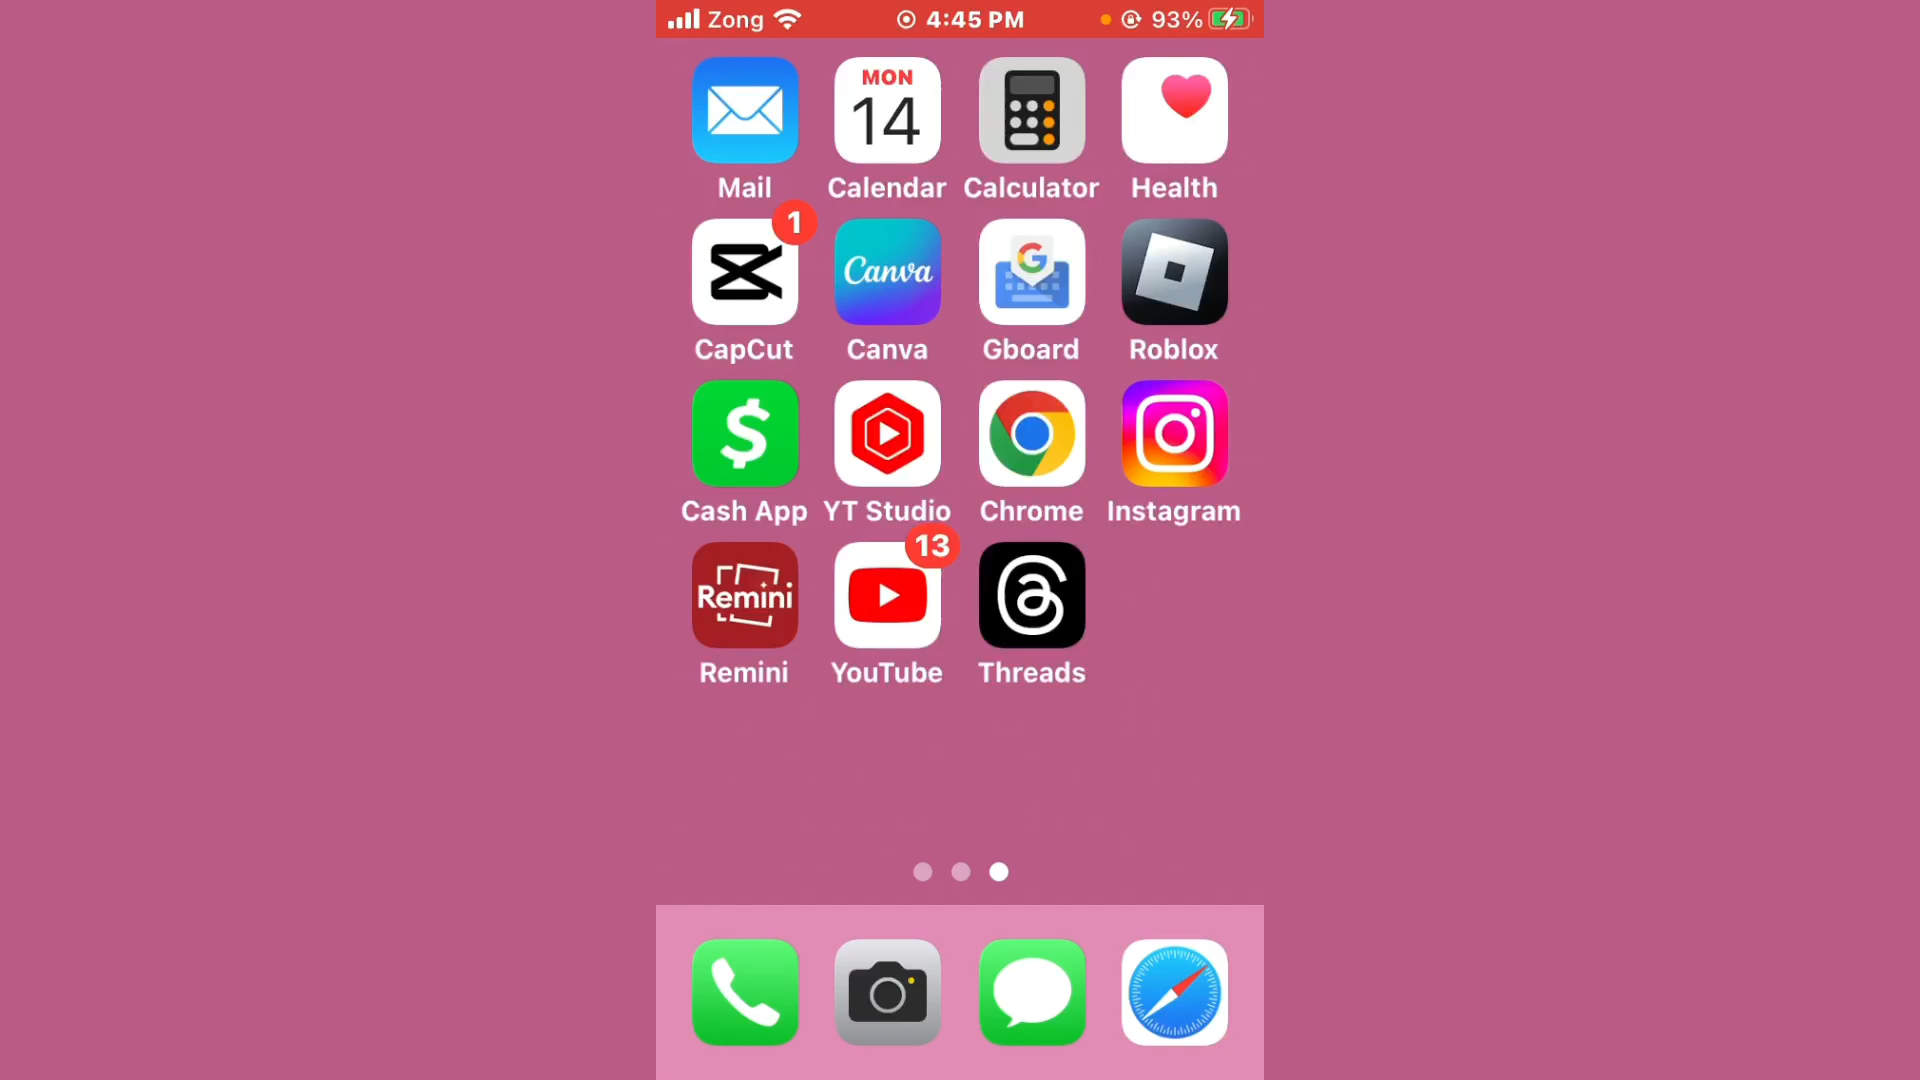 Zong 4:45 PM 93%
MON
14
Mail Calendar Calculator Health
1
Canva
CapCut Canva Gboard Roblox
Cash App YT Studio Chrome Instagram
13
Remini
Remini YouTube Threads